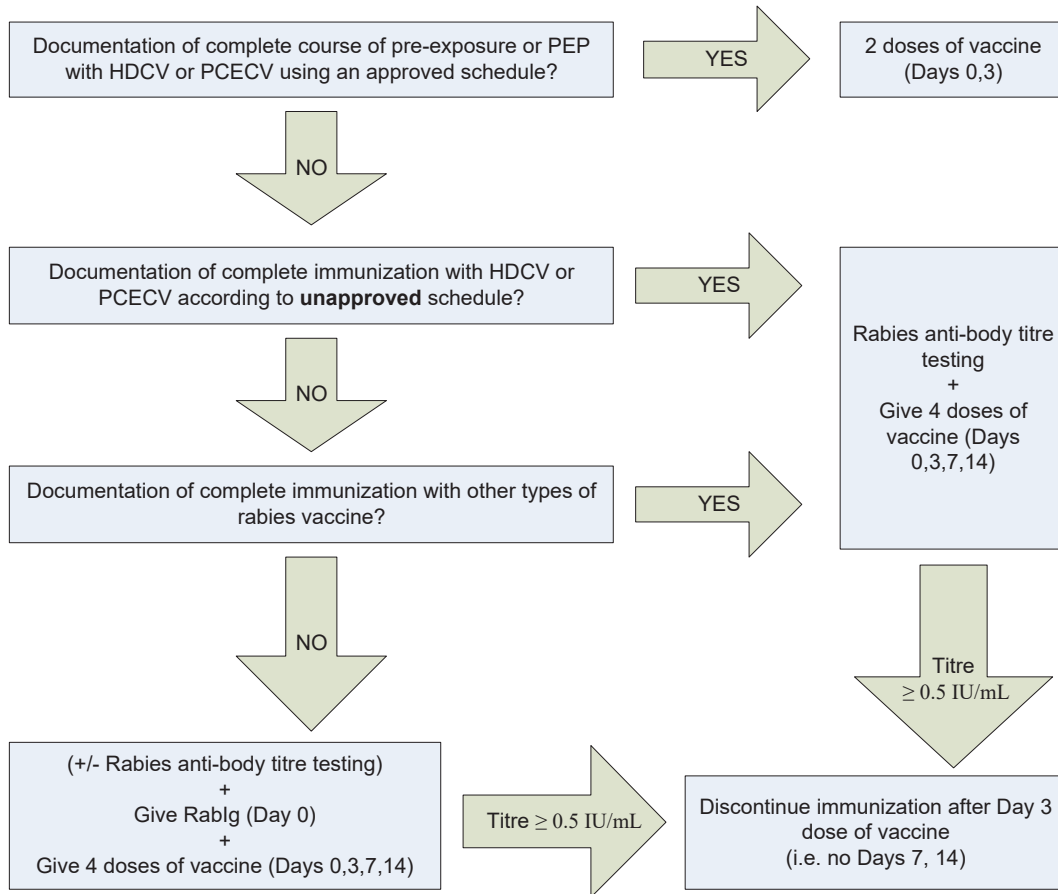 Documentation of complete course of pre-exposure or PEP
with HDCV or PCECV using an approved schedule?
YES
2 doses of vaccine
(Days 0,3)
NO
Documentation of complete immunization with HDCV or
PCECV according to unapproved schedule?
YES
Rabies anti-body titre
testing
+
Give 4 doses of
vaccine (Days
0,3,7,14)
NO
Documentation of complete immunization with other types of
rabies vaccine?
YES
NO
Titre
≥ 0.5 IU/mL
(+/- Rabies anti-body titre testing)
+
Give RabIg (Day 0)
+
Give 4 doses of vaccine (Days 0,3,7,14)
Titre ≥ 0.5 IU/mL
Discontinue immunization after Day 3
dose of vaccine
(i.e. no Days 7, 14)